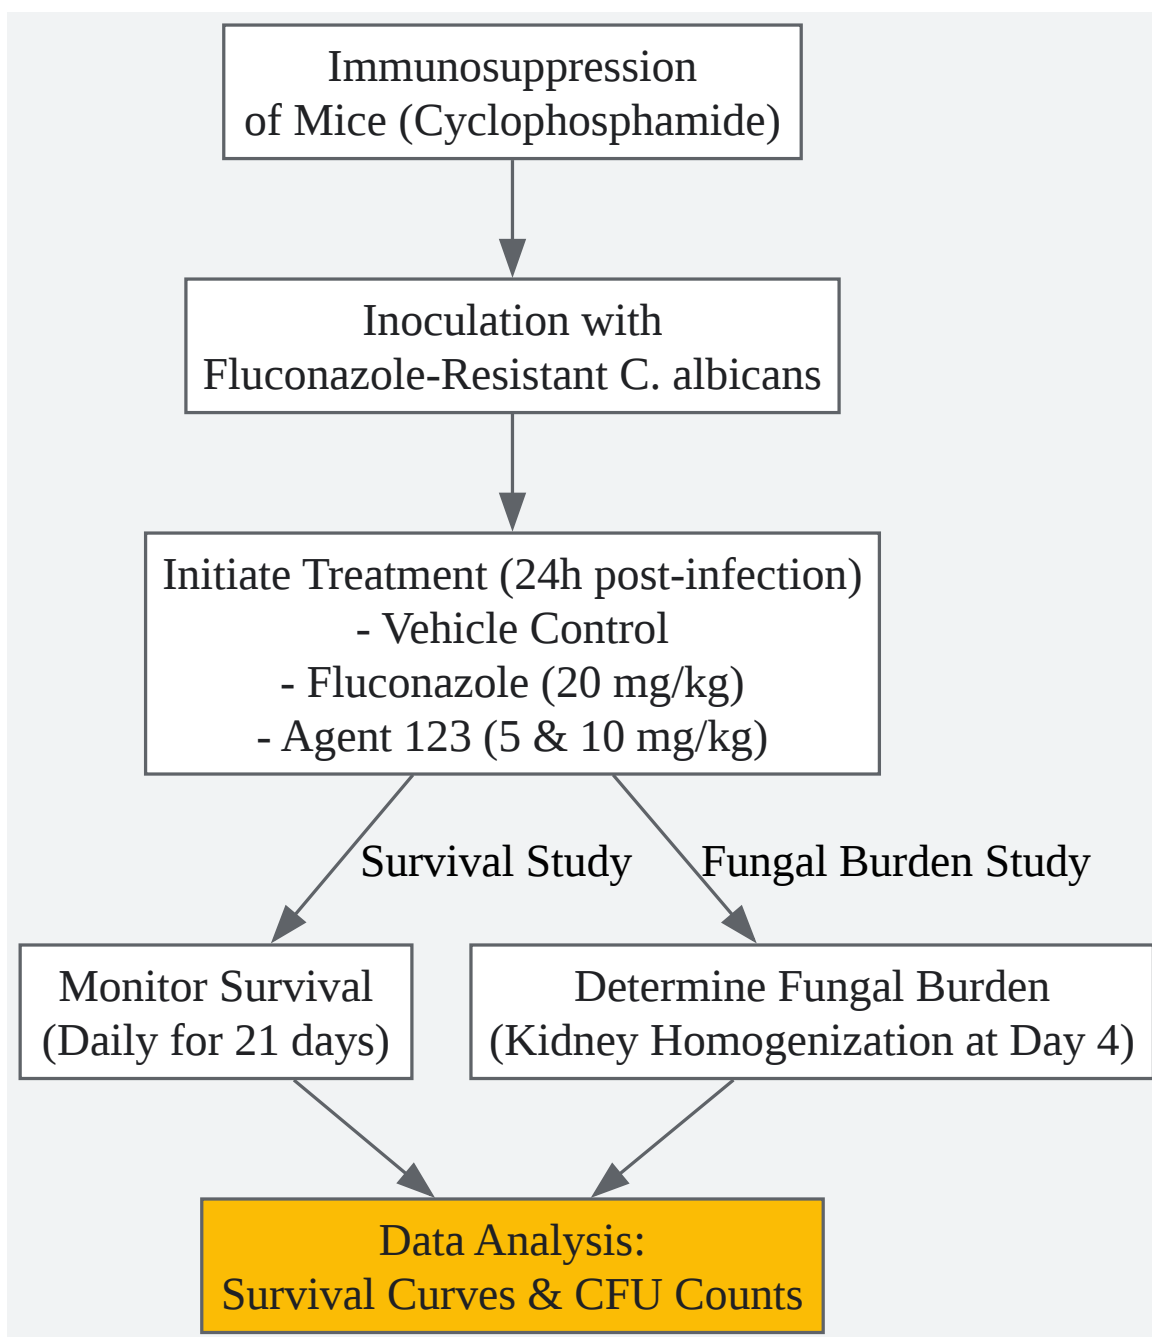 Immunosuppression
of Mice (Cyclophosphamide)
Inoculation with
Fluconazole-Resistant C. albicans
Initiate Treatment (24h post-infection)
- Vehicle Control
- Fluconazole (20 mg/kg)
- Agent 123 (5 & 10 mg/kg)
Survival Study
Fungal Burden Study
Monitor Survival
(Daily for 21 days)
Determine Fungal Burden
(Kidney Homogenization at Day 4)
Data Analysis:
Survival Curves & CFU Counts